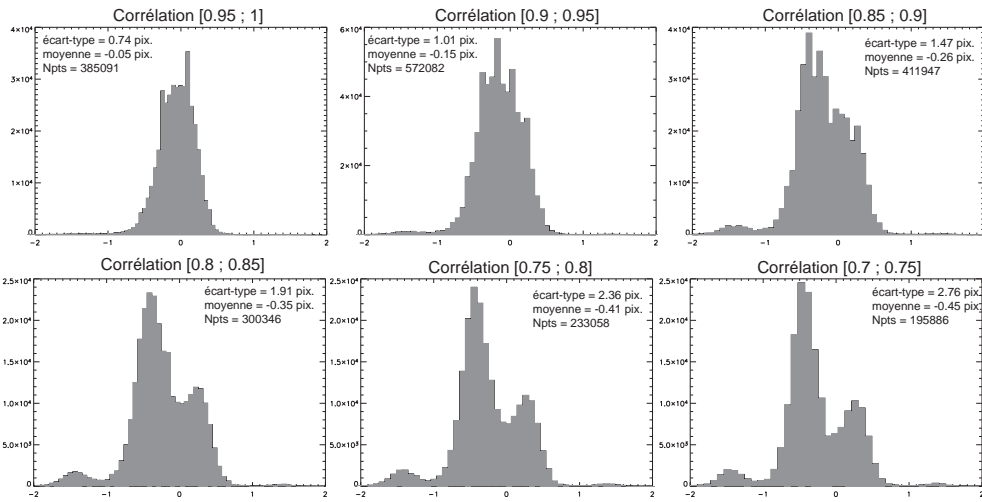 Corrélation [0.95 ; 1]
écart-type = 0.74 pix.
moyenne = -0.05 pix.
Npts = 385091
4×10⁴
3×10⁴
2×10⁴
1×10⁴
0
-2 -1 0 1 2
Corrélation [0.9 ; 0.95]
écart-type = 1.01 pix.
moyenne = -0.15 pix.
Npts = 572082
6×10⁴
4×10⁴
2×10⁴
0
-2 -1 0 1 2
Corrélation [0.85 ; 0.9]
écart-type = 1.47 pix.
moyenne = -0.26 pix.
Npts = 411947
4×10⁴
3×10⁴
2×10⁴
1×10⁴
0
-2 -1 0 1 2
Corrélation [0.8 ; 0.85]
écart-type = 1.91 pix.
moyenne = -0.35 pix.
Npts = 300346
2.5×10⁴
2.0×10⁴
1.5×10⁴
1.0×10⁴
5.0×10³
0
-2 -1 0 1 2
Corrélation [0.75 ; 0.8]
écart-type = 2.36 pix.
moyenne = -0.41 pix.
Npts = 233058
2.5×10⁴
2.0×10⁴
1.5×10⁴
1.0×10⁴
5.0×10³
0
-2 -1 0 1 2
Corrélation [0.7 ; 0.75]
écart-type = 2.76 pix.
moyenne = -0.45 pix.
Npts = 195886
2.5×10⁴
2.0×10⁴
1.5×10⁴
1.0×10⁴
5.0×10³
0
-2 -1 0 1 2